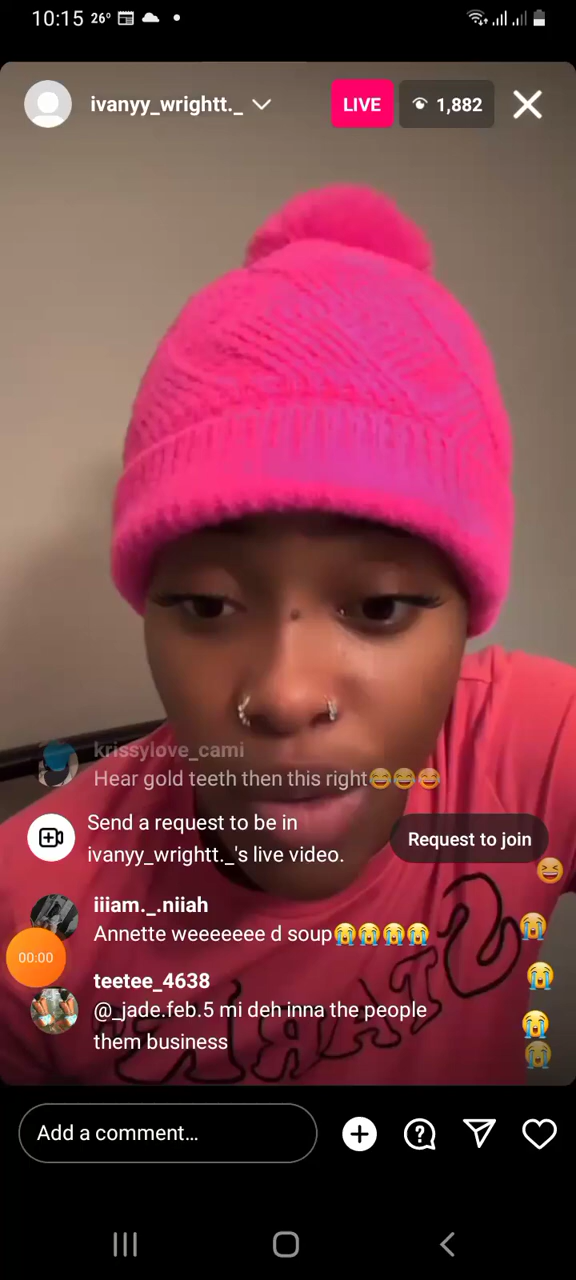 10:15 26°
ivanyy_wrightt._
LIVE
1,882
krissylove_cami
Hear gold teeth then this right😂😂😂
Send a request to be in
ivanyy_wrightt._'s live video.
Request to join
iiiam._.niiah
Annette weeeeeee d soup😭😭😭😭
00:00
teetee_4638
@_jade.feb.5 mi deh inna the people
them business
Add a comment…